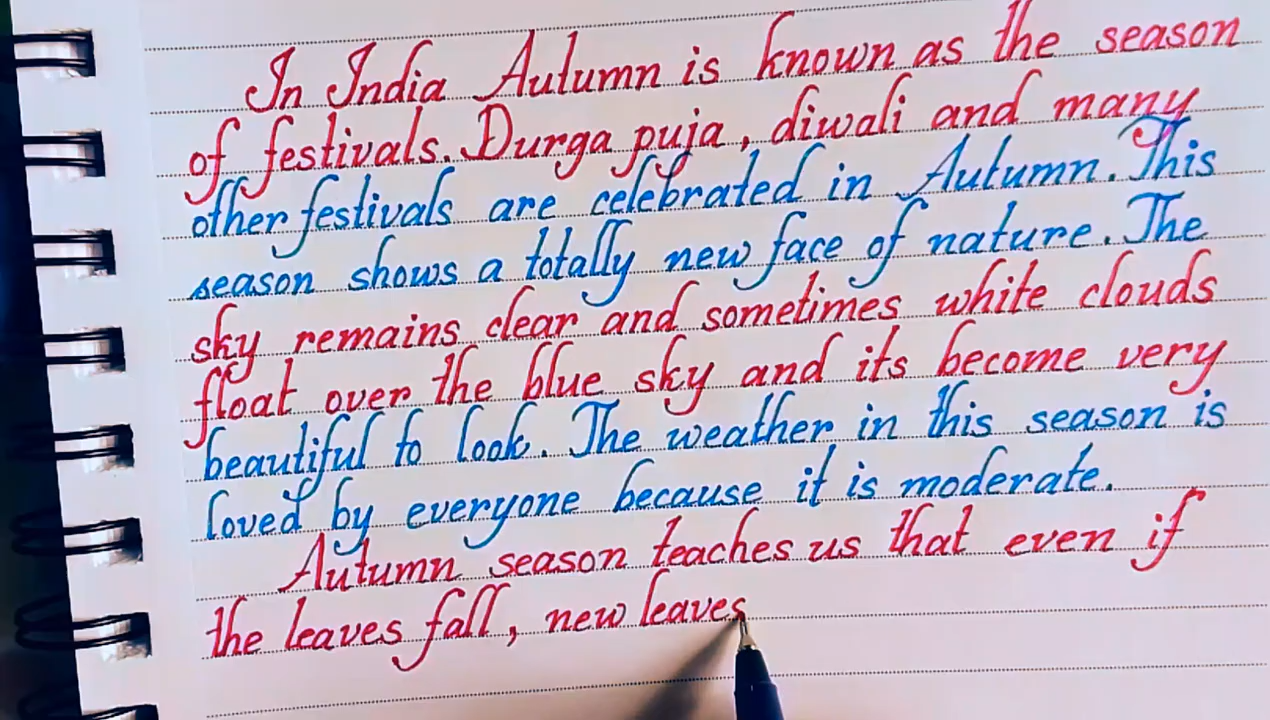 In India Autumn is known as the season
of festivals. Durga puja, diwali and many
other festivals are celebrated in Autumn. This
season shows a totally new face of nature. The
sky remains clear and sometimes white clouds
float over the blue sky and its become very
beautiful to look. The weather in this season is
loved by everyone because it is moderate.
Autumn season teaches us that even if
the leaves fall, new leaves